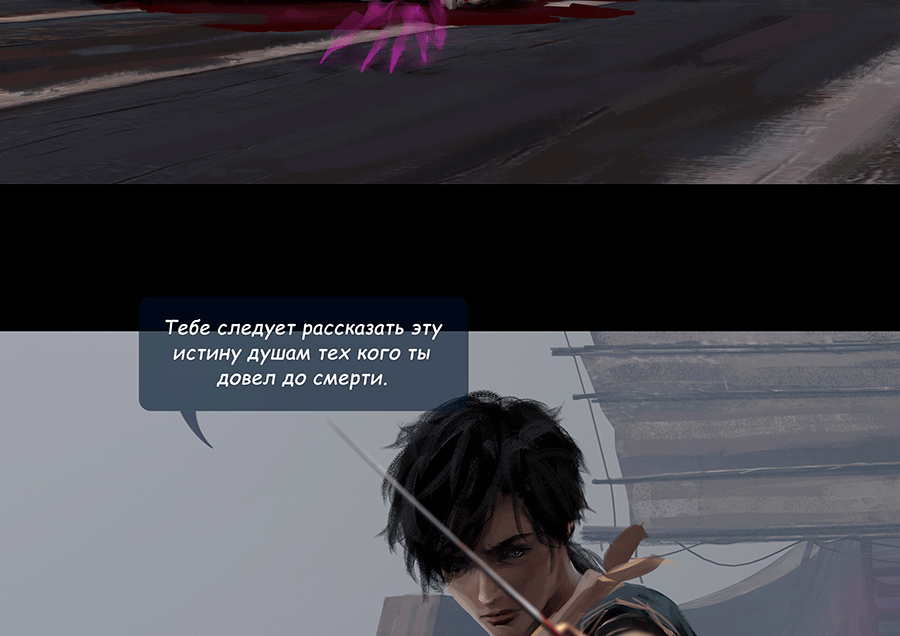 Тебе следует рассказать эту
истину душам тех кого ты
довел до смерти.